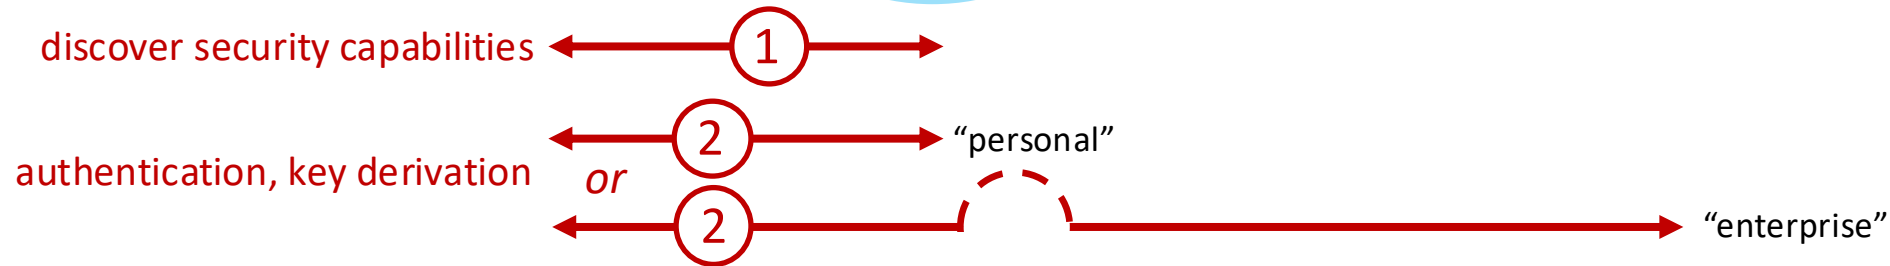 discover security capabilities
1
2
“personal”
authentication, key derivation
or
2
“enterprise”